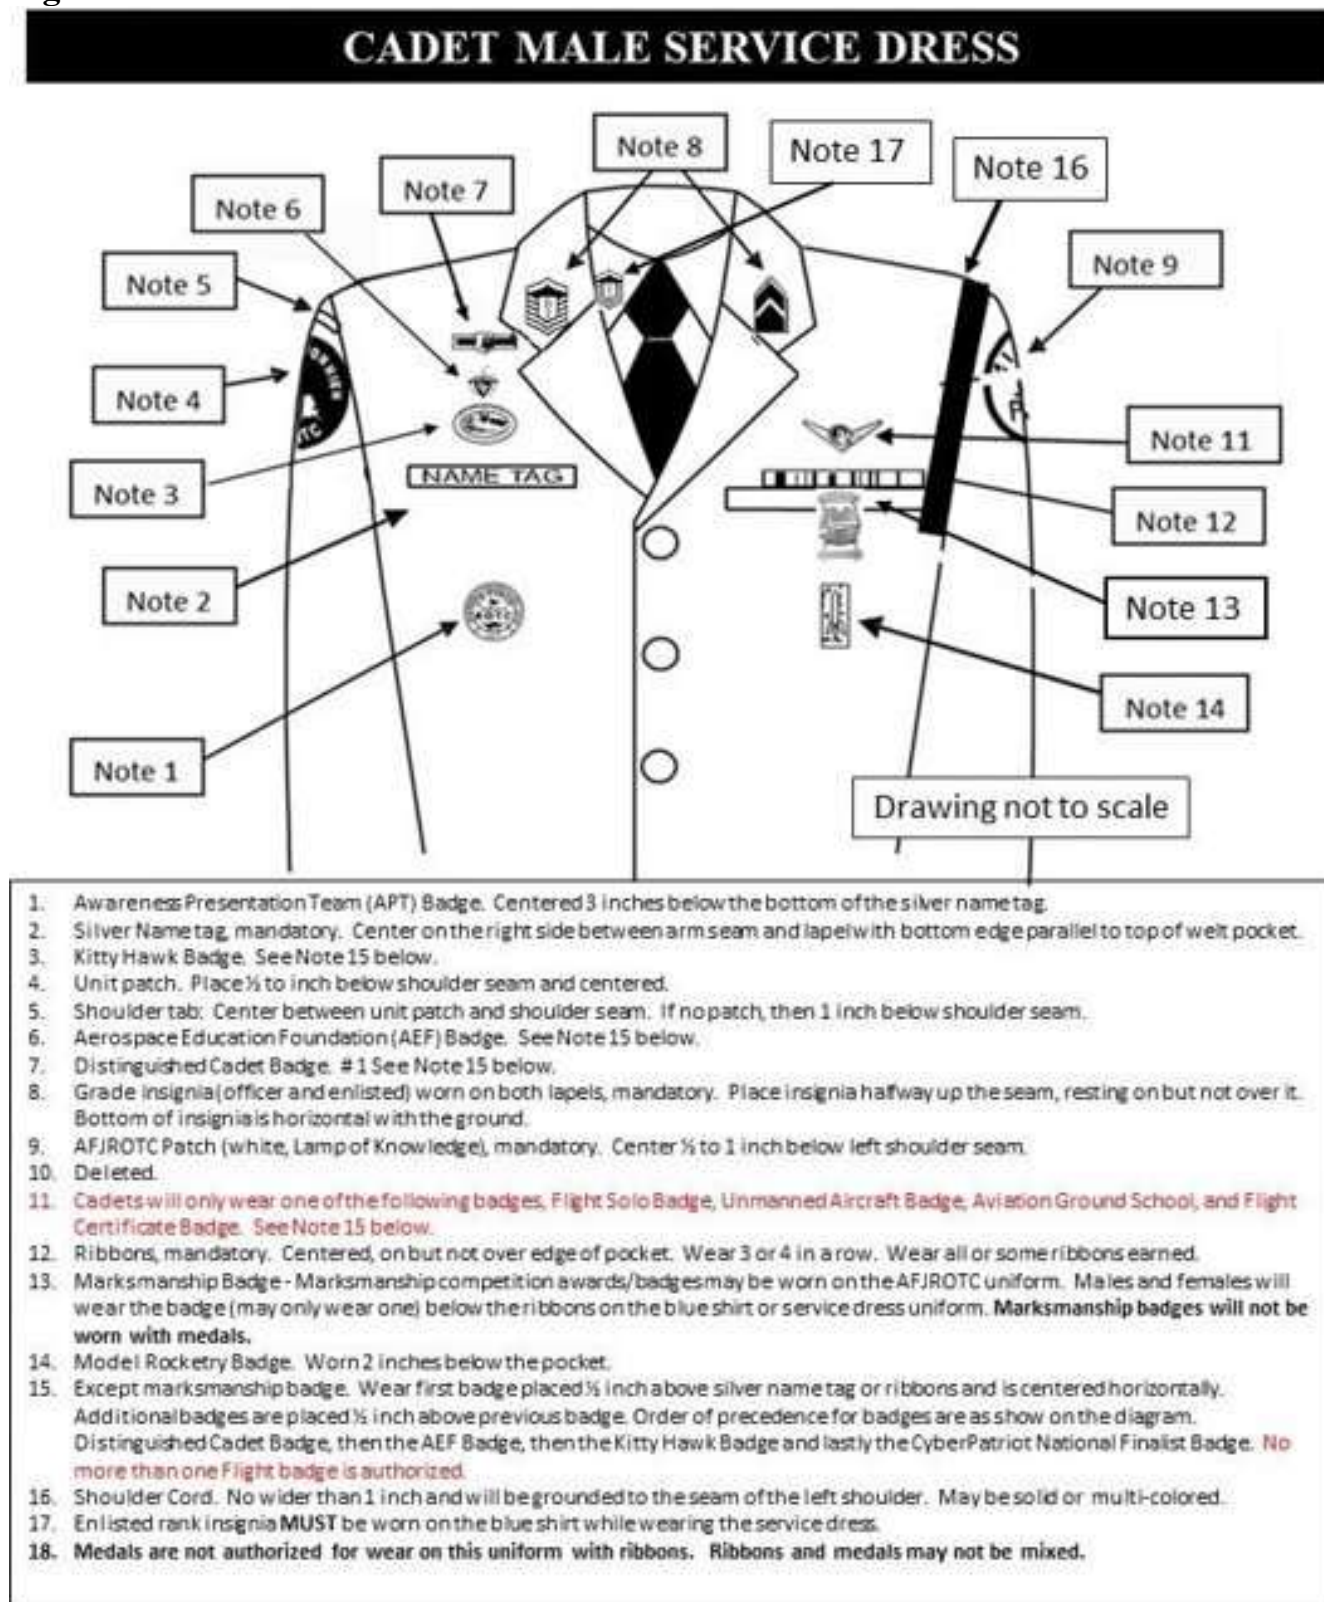 CADET MALE SERVICE DRESS
Note 8
Note 17
Note 16
Note 7
Note 6
Note 9
Note 5
Note 4
Note 11
NAME TAG
Note 3
Note 12
Note 2
Note 13
Note 14
Note 1
Drawing not to scale
1. Awareness Presentation Team (APT) Badge. Centered 3 inches below the bottom of the silver name tag.
2. Silver Name tag, mandatory. Center on the right side between arm seam and lapel with bottom edge parallel to top of welt pocket.
3. Kitty Hawk Badge. See Note 15 below.
4. Unit patch. Place ½ to inch below shoulder seam and centered.
5. Shoulder tab: Center between unit patch and shoulder seam. If no patch, then 1 inch below shoulder seam.
6. Aerospace Education Foundation (AEF) Badge. See Note 15 below.
7. Distinguished Cadet Badge. # 1 See Note 15 below.
8. Grade insignia (officer and enlisted) worn on both lapels, mandatory. Place insignia halfway up the seam, resting on but not over it.
Bottom of insignia is horizontal with the ground.
9. AFJROTC Patch (white, Lamp of Knowledge), mandatory. Center ½ to 1 inch below left shoulder seam.
10. Deleted.
11. Cadets will only wear one of the following badges, Flight Solo Badge, Unmanned Aircraft Badge, Aviation Ground School, and Flight
Certificate Badge. See Note 15 below.
12. Ribbons, mandatory. Centered, on but not over edge of pocket. Wear 3 or 4 in a row. Wear all or some ribbons earned.
13. Marksmanship Badge - Marksmanship competition awards/badges may be worn on the AFJROTC uniform. Males and females will
wear the badge (may only wear one) below the ribbons on the blue shirt or service dress uniform. Marksmanship badges will not be
worn with medals.
14. Model Rocketry Badge. Worn 2 inches below the pocket.
15. Except marksmanship badge. Wear first badge placed ½ inch above silver name tag or ribbons and is centered horizontally.
Additional badges are placed ½ inch above previous badge. Order of precedence for badges are as show on the diagram.
Distinguished Cadet Badge, then the AEF Badge, then the Kitty Hawk Badge and lastly the CyberPatriot National Finalist Badge. No
more than one Flight badge is authorized.
16. Shoulder Cord. No wider than 1 inch and will be grounded to the seam of the left shoulder. May be solid or multi-colored.
17. Enlisted rank insignia MUST be worn on the blue shirt while wearing the service dress.
18. Medals are not authorized for wear on this uniform with ribbons. Ribbons and medals may not be mixed.